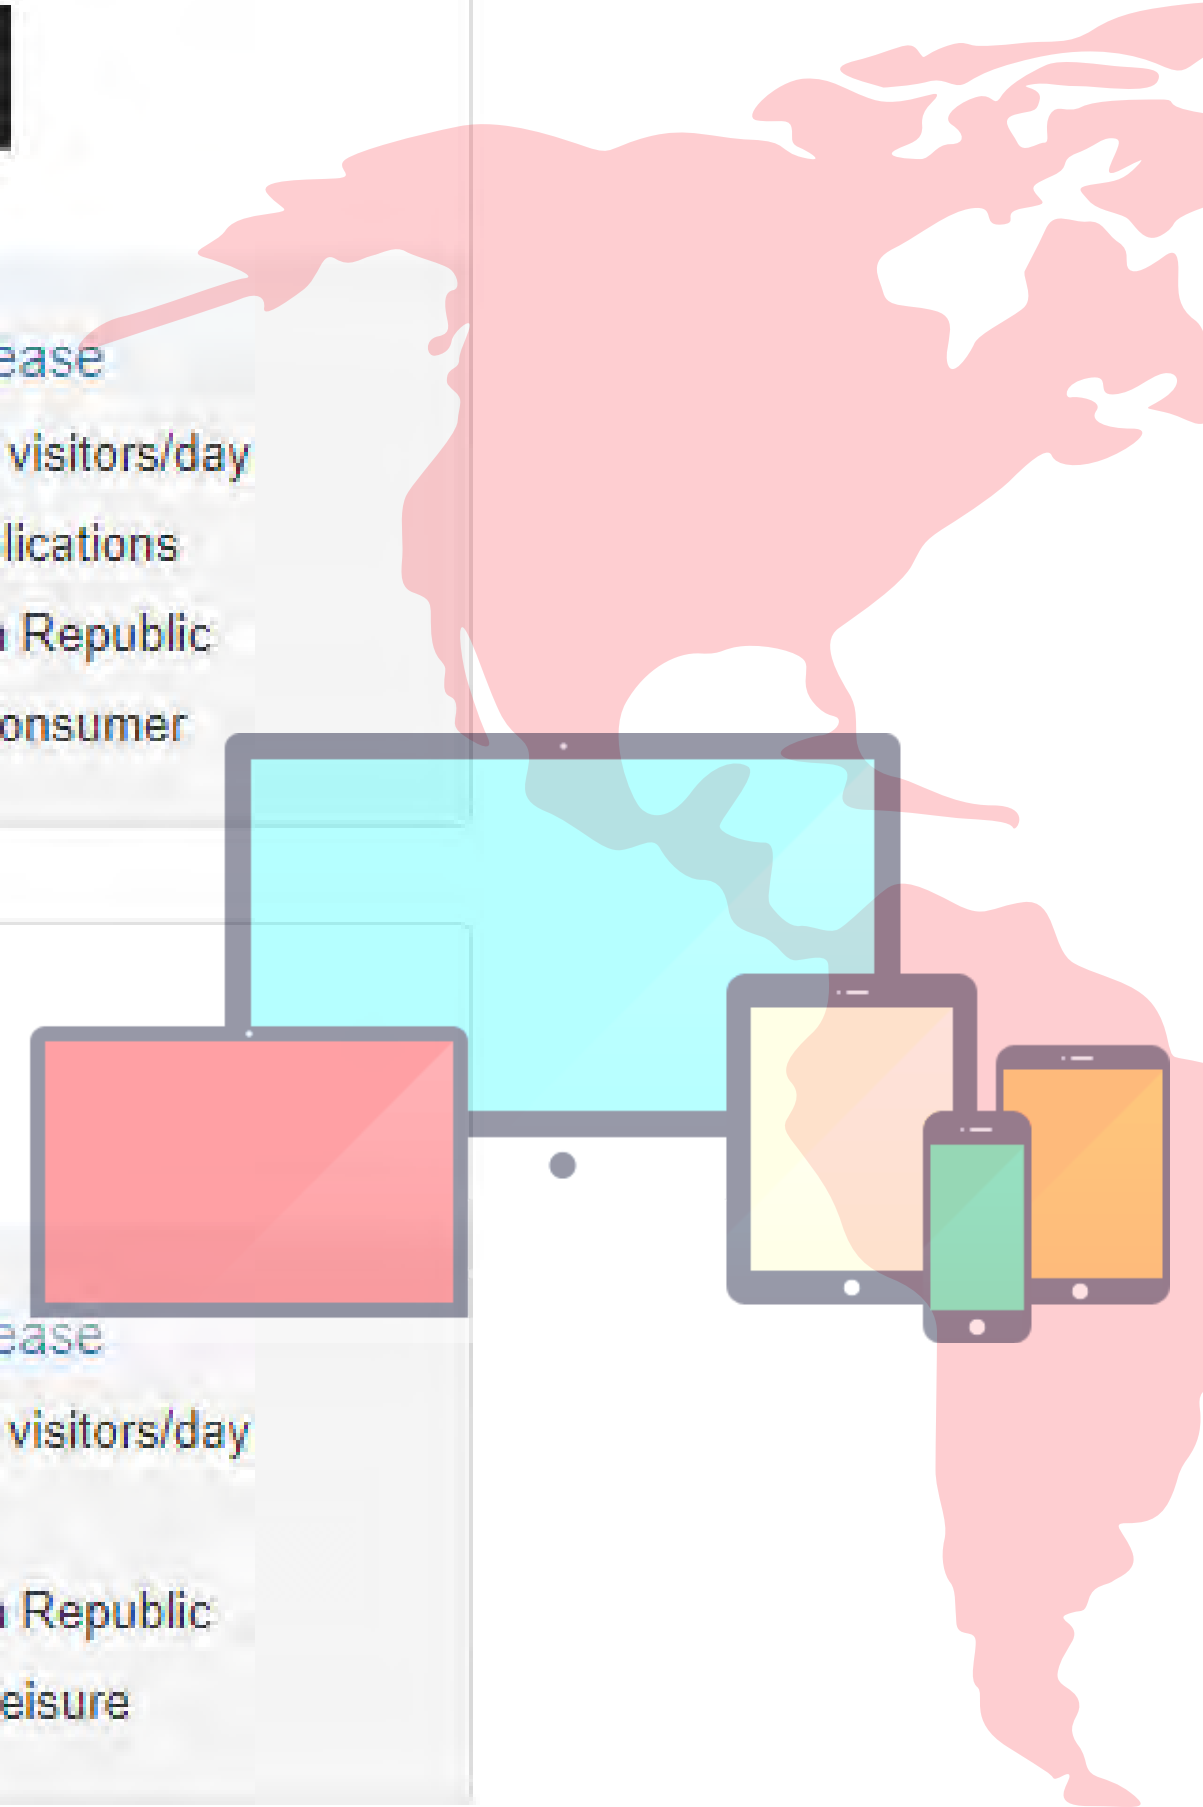 ease
visitors/day
lications
Republic
onsumer
ease
visitors/day
Republic
eisure